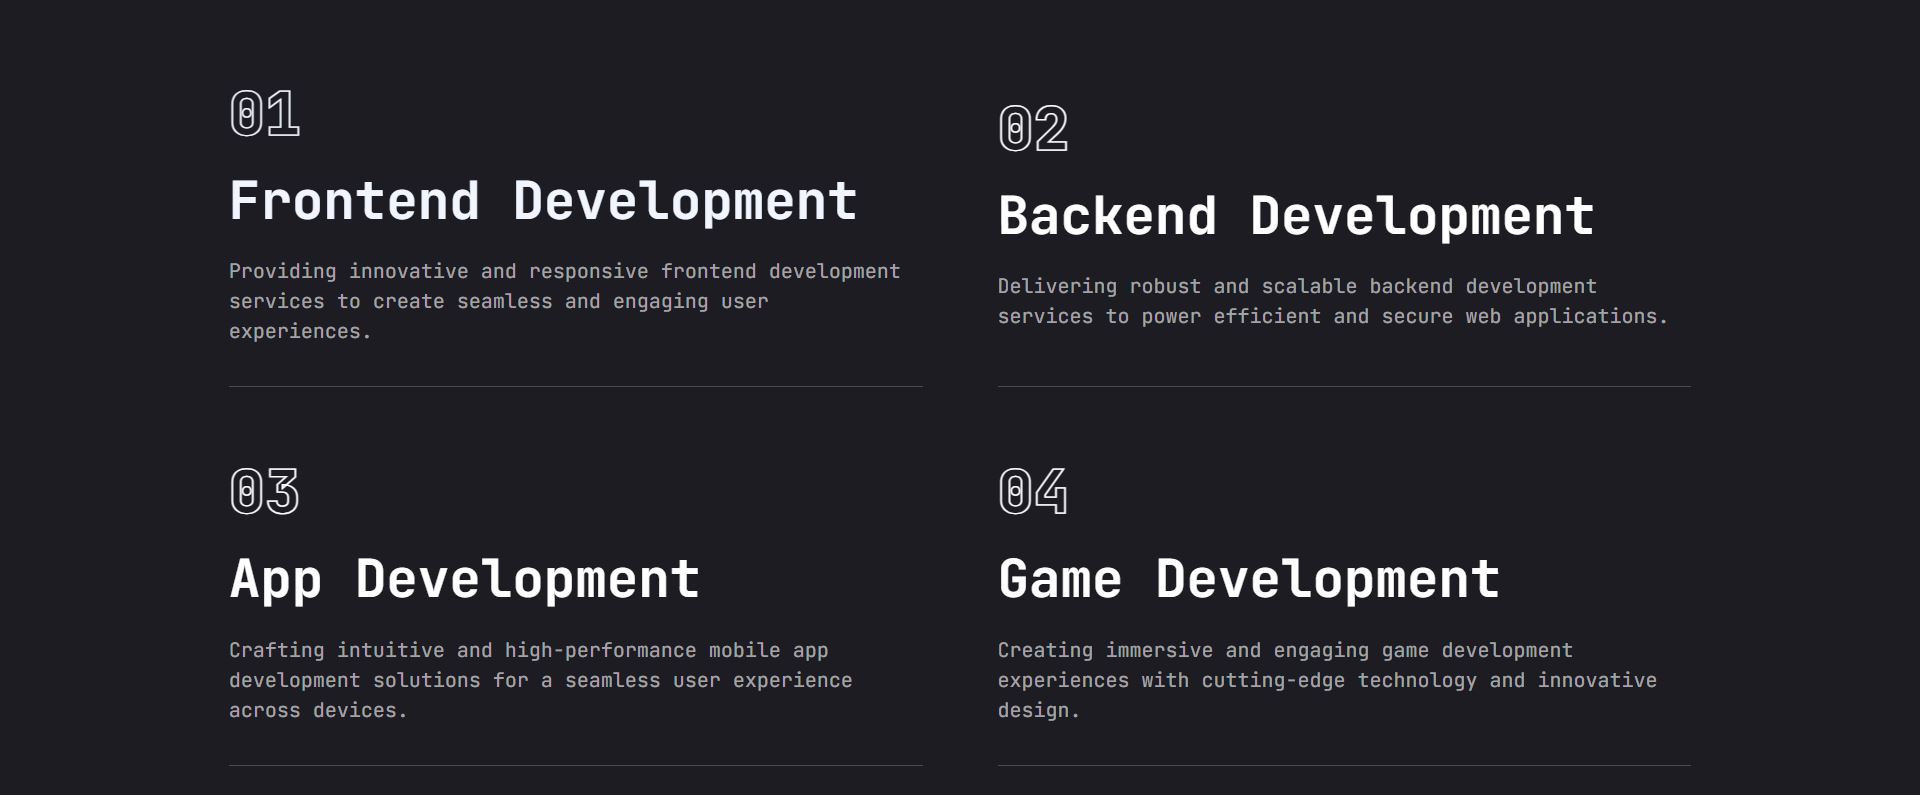 01
Frontend Development
Providing innovative and responsive frontend development
services to create seamless and engaging user
experiences.
02
Backend Development
Delivering robust and scalable backend development
services to power efficient and secure web applications.
03
App Development
Crafting intuitive and high-performance mobile app
development solutions for a seamless user experience
across devices.
04
Game Development
Creating immersive and engaging game development
experiences with cutting-edge technology and innovative
design.